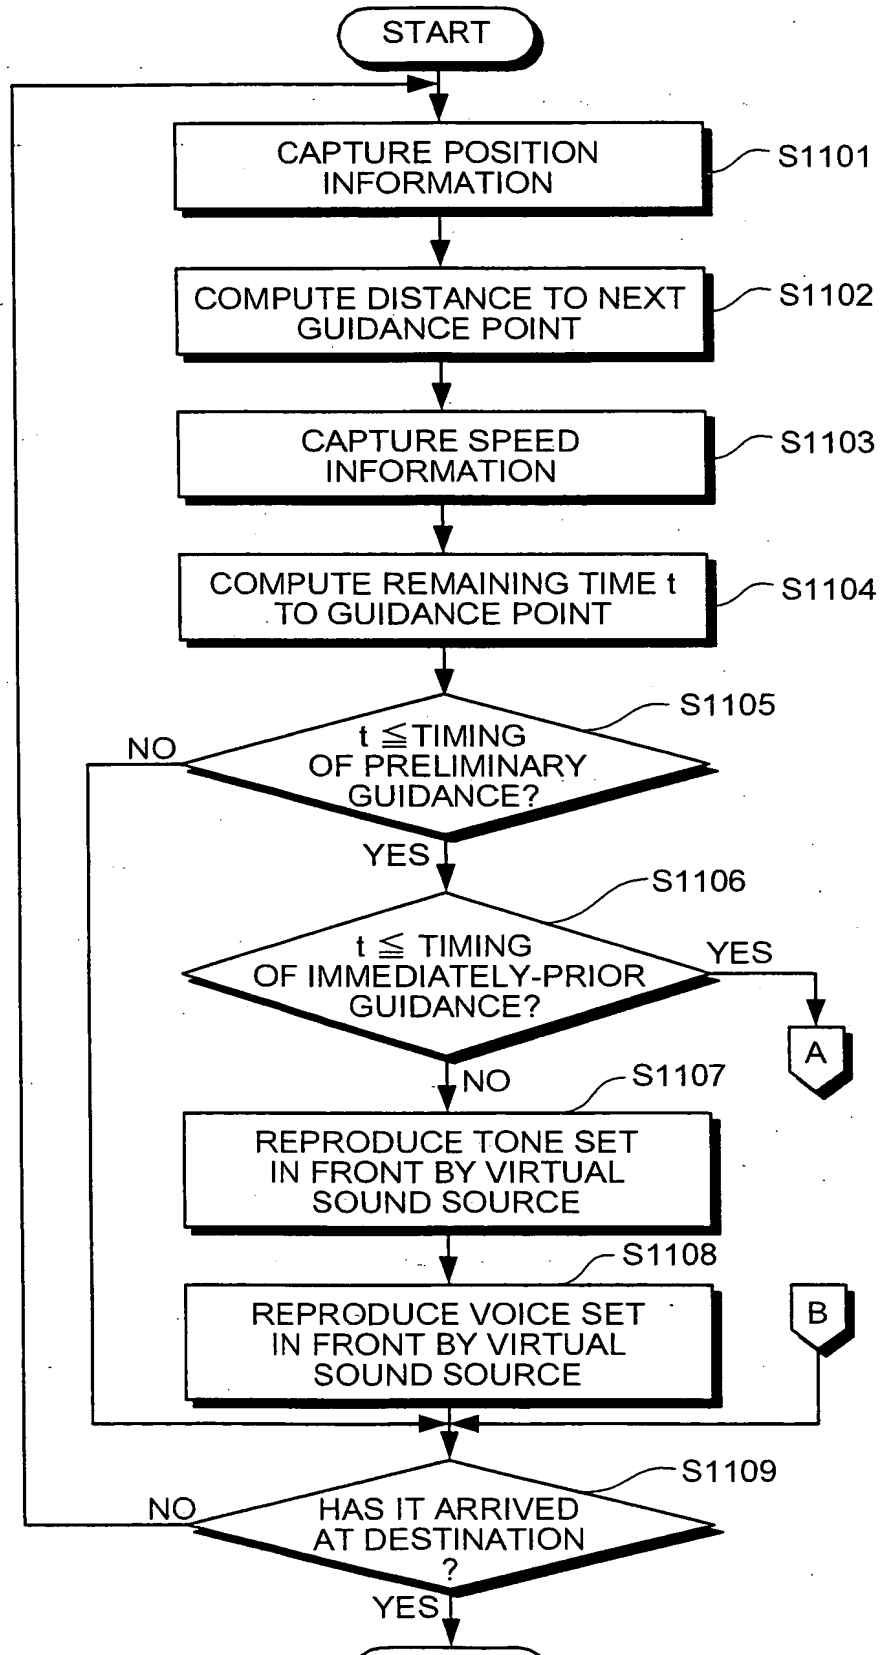 START
CAPTURE POSITION
INFORMATION
S1101
COMPUTE DISTANCE TO NEXT
GUIDANCE POINT
S1102
CAPTURE SPEED
INFORMATION
S1103
COMPUTE REMAINING TIME t
TO GUIDANCE POINT
S1104
S1105
NO
t ≦ TIMING
OF PRELIMINARY
GUIDANCE?
YES
S1106
t ≦ TIMING
OF IMMEDIATELY-PRIOR
GUIDANCE?
YES
A
NO
S1107
REPRODUCE TONE SET
IN FRONT BY VIRTUAL
SOUND SOURCE
S1108
REPRODUCE VOICE SET
IN FRONT BY VIRTUAL
SOUND SOURCE
B
S1109
NO
HAS IT ARRIVED
AT DESTINATION
?
YES